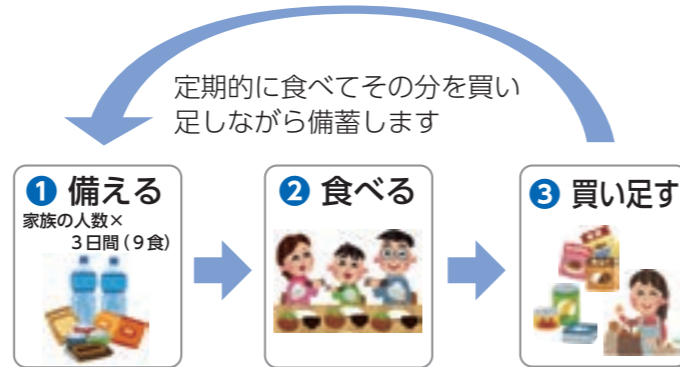 定期的に食べてその分を買い
足しながら備蓄します
❶ 備える
家族の人数×
3日間(9食)
❷ 食べる
❸ 買い足す